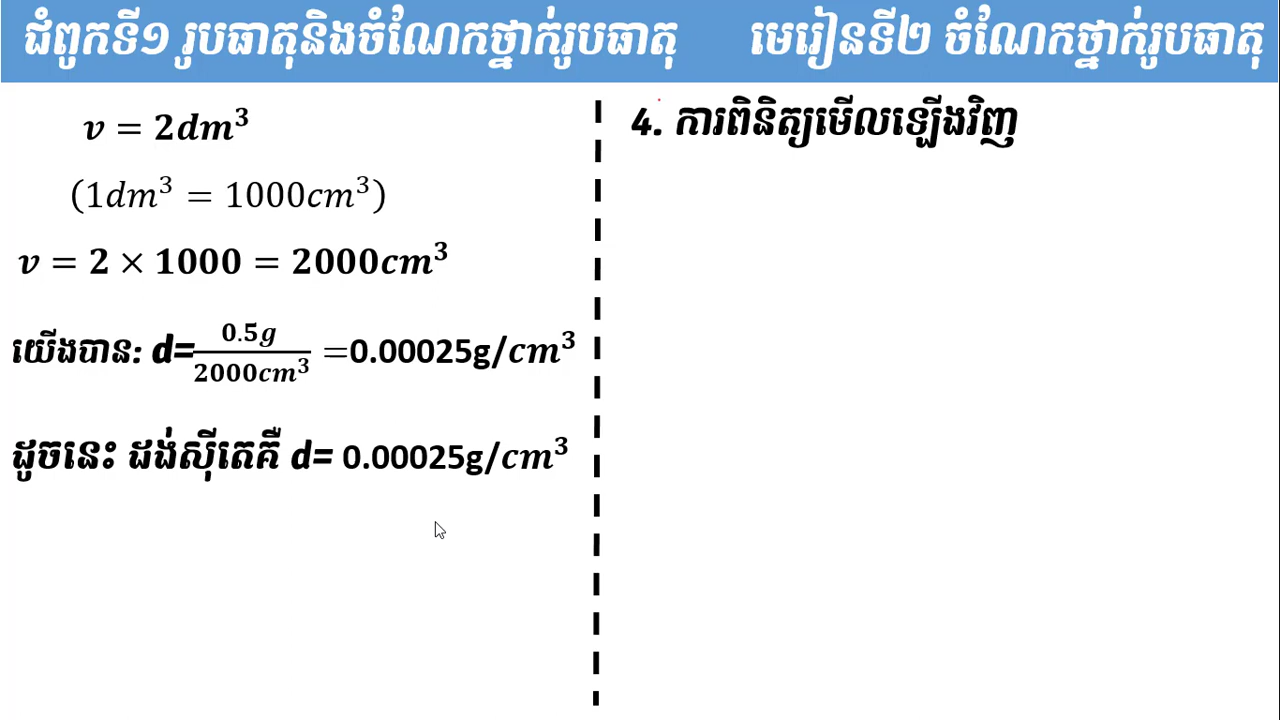 ជំពូកទី១ រូបធាតុនិងចំណែកថ្នាក់រូបធាតុ មេរៀនទី២ ចំណែកថ្នាក់រូបធាតុ
v = 2dm³
(1dm³ = 1000cm³)
v = 2 × 1000 = 2000cm³
យើងបាន: d=0.5g/2000cm³ =0.00025g/cm³
ដូចនេះ ដង់ស៊ីតេគឺ d= 0.00025g/cm³
4. ការពិនិត្យមើលឡើងវិញ